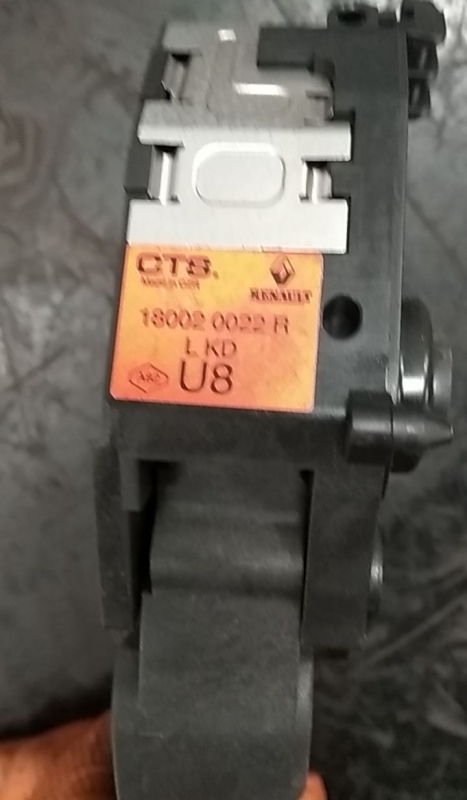 CTS.
RENAULT
18002 0022 R
L KD
U8